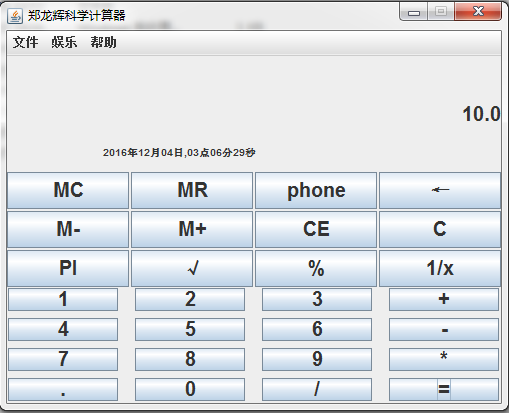 郑龙辉科学计算器
文件 娱乐 帮助
10.0
2016年12月04日,03点06分29秒
MC MR phone ←
M- M+ CE C
PI √ % 1/x
1 2 3 +
4 5 6 -
7 8 9 *
. 0 / =